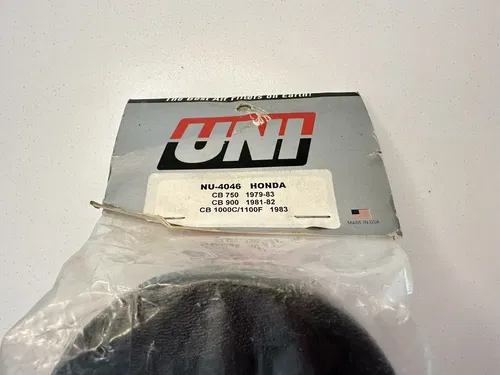 The Best Air Filters on Earth!
UNI
NU-4046 HONDA
CB 750 1979-83
CB 900 1981-82
CB 1000C/1100F 1983
MADE IN USA